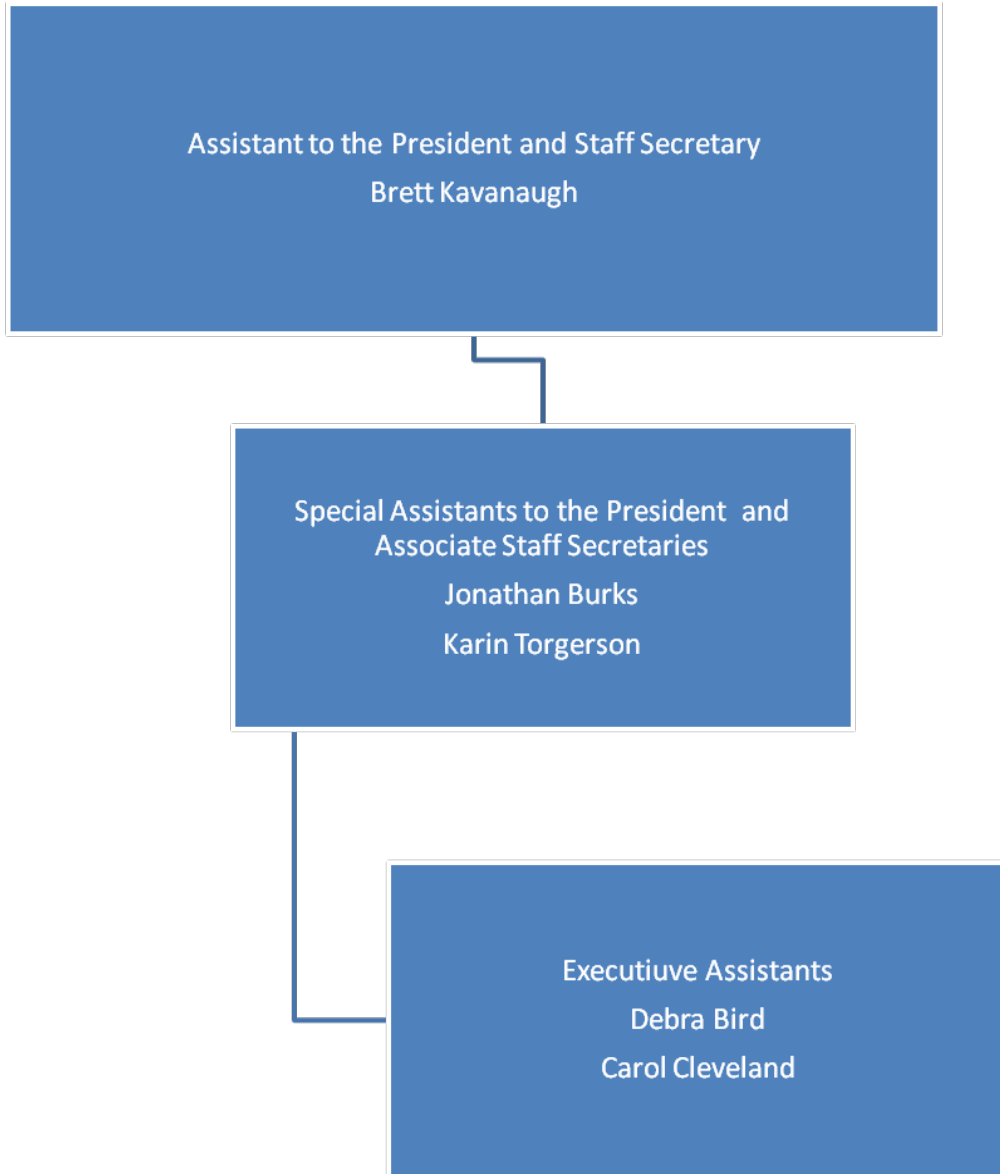 Assistant to the President and Staff Secretary
Brett Kavanaugh
Special Assistants to the President  and
Associate Staff Secretaries
Jonathan Burks
Karin Torgerson
Executiuve Assistants
Debra Bird
Carol Cleveland